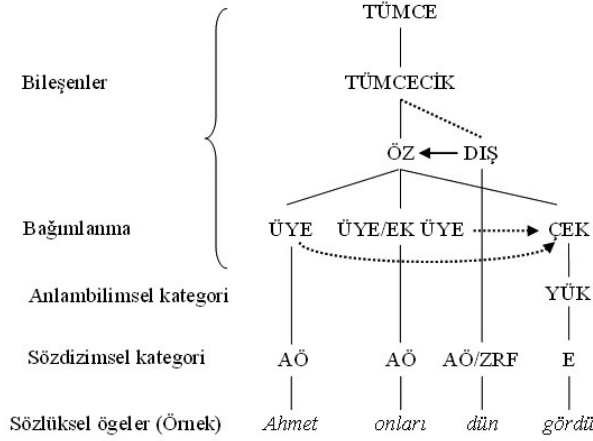 TÜMCE
Bileşenler TÜMCECİK
ÖZ DIŞ
Bağımlanma ÜYE ÜYE/EK ÜYE ÇEK
Anlambilimsel kategori YÜK
Sözdizimsel kategori AÖ AÖ AÖ/ZRF E
Sözlüksel ögeler (Örnek) Ahmet onları dün gördü